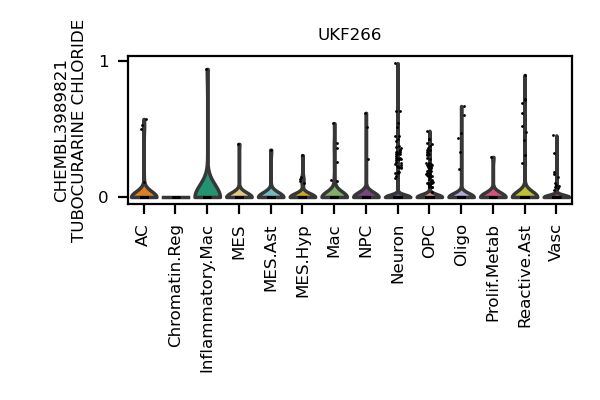 UKF266
CHEMBL3989821
TUBOCURARINE CHLORIDE
1
0
AC
Chromatin.Reg
Inflammatory.Mac
MES
MES.Ast
MES.Hyp
Mac
NPC
Neuron
OPC
Oligo
Prolif.Metab
Reactive.Ast
Vasc